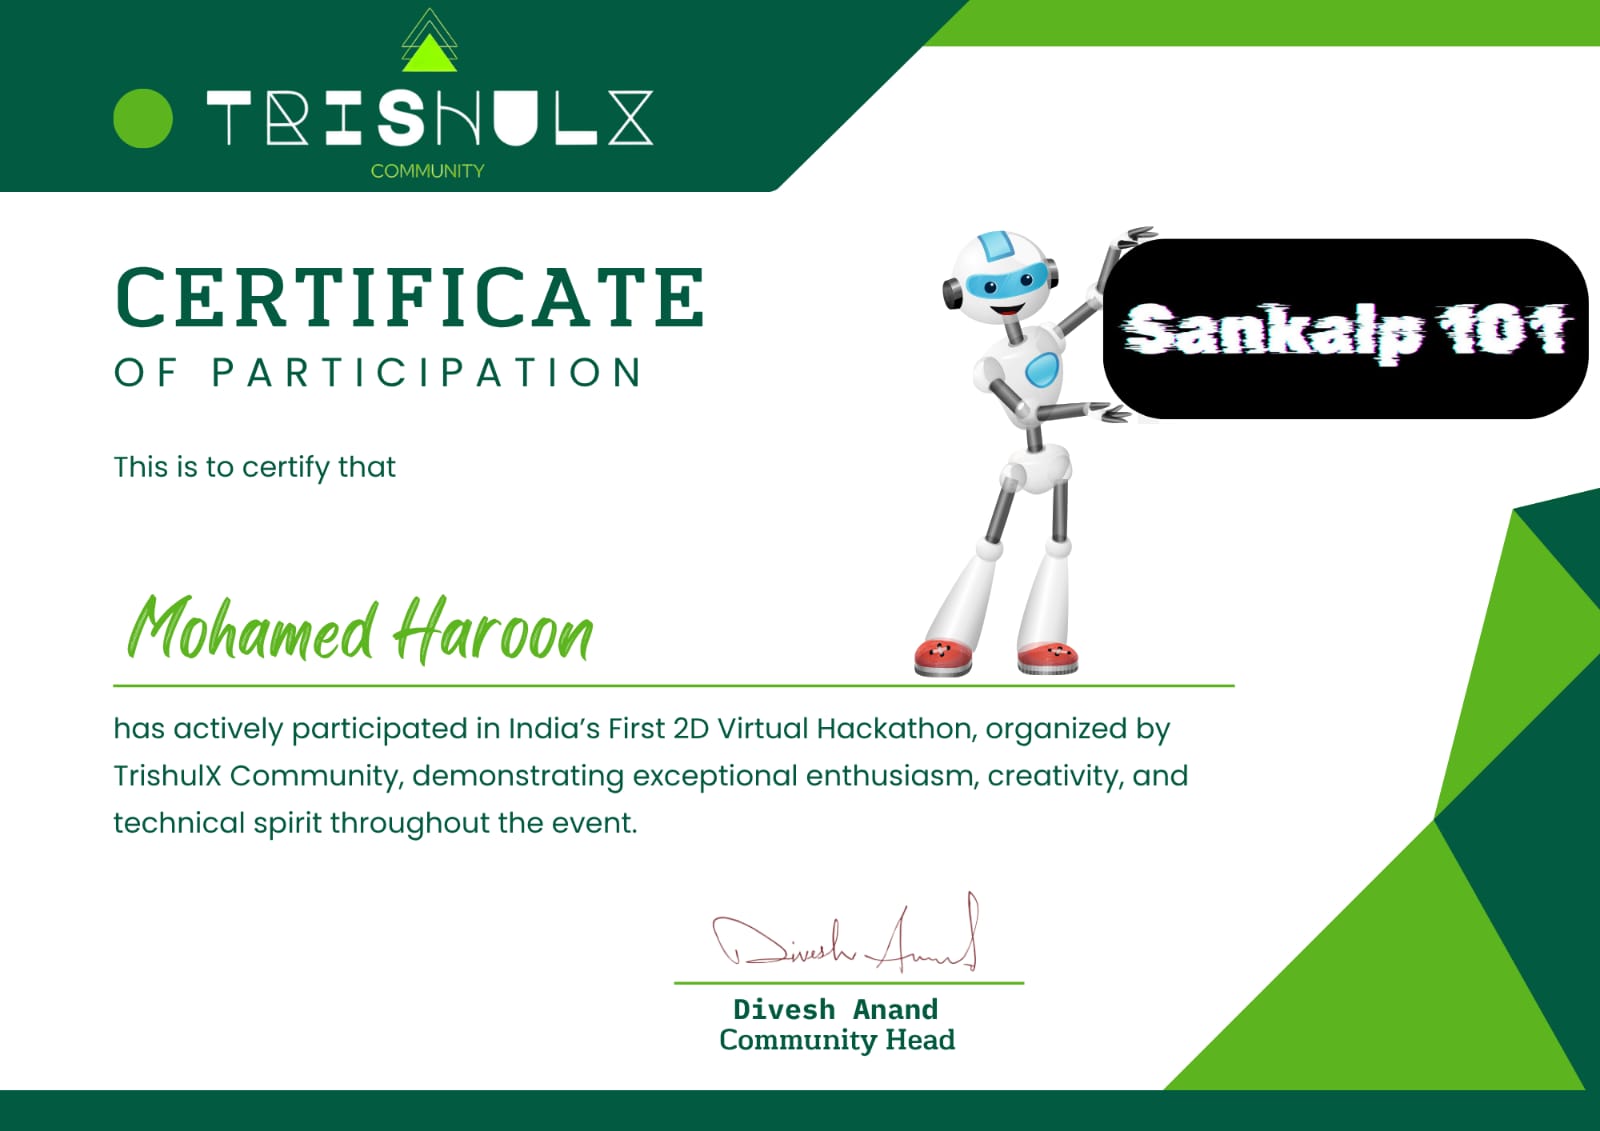 TRISHULX
COMMUNITY
CERTIFICATE
OF PARTICIPATION
Sankalp 101
This is to certify that
Mohamed Haroon
has actively participated in India’s First 2D Virtual Hackathon, organized by
TrishulX Community, demonstrating exceptional enthusiasm, creativity, and
technical spirit throughout the event.
Divesh Anand
Divesh Anand
Community Head